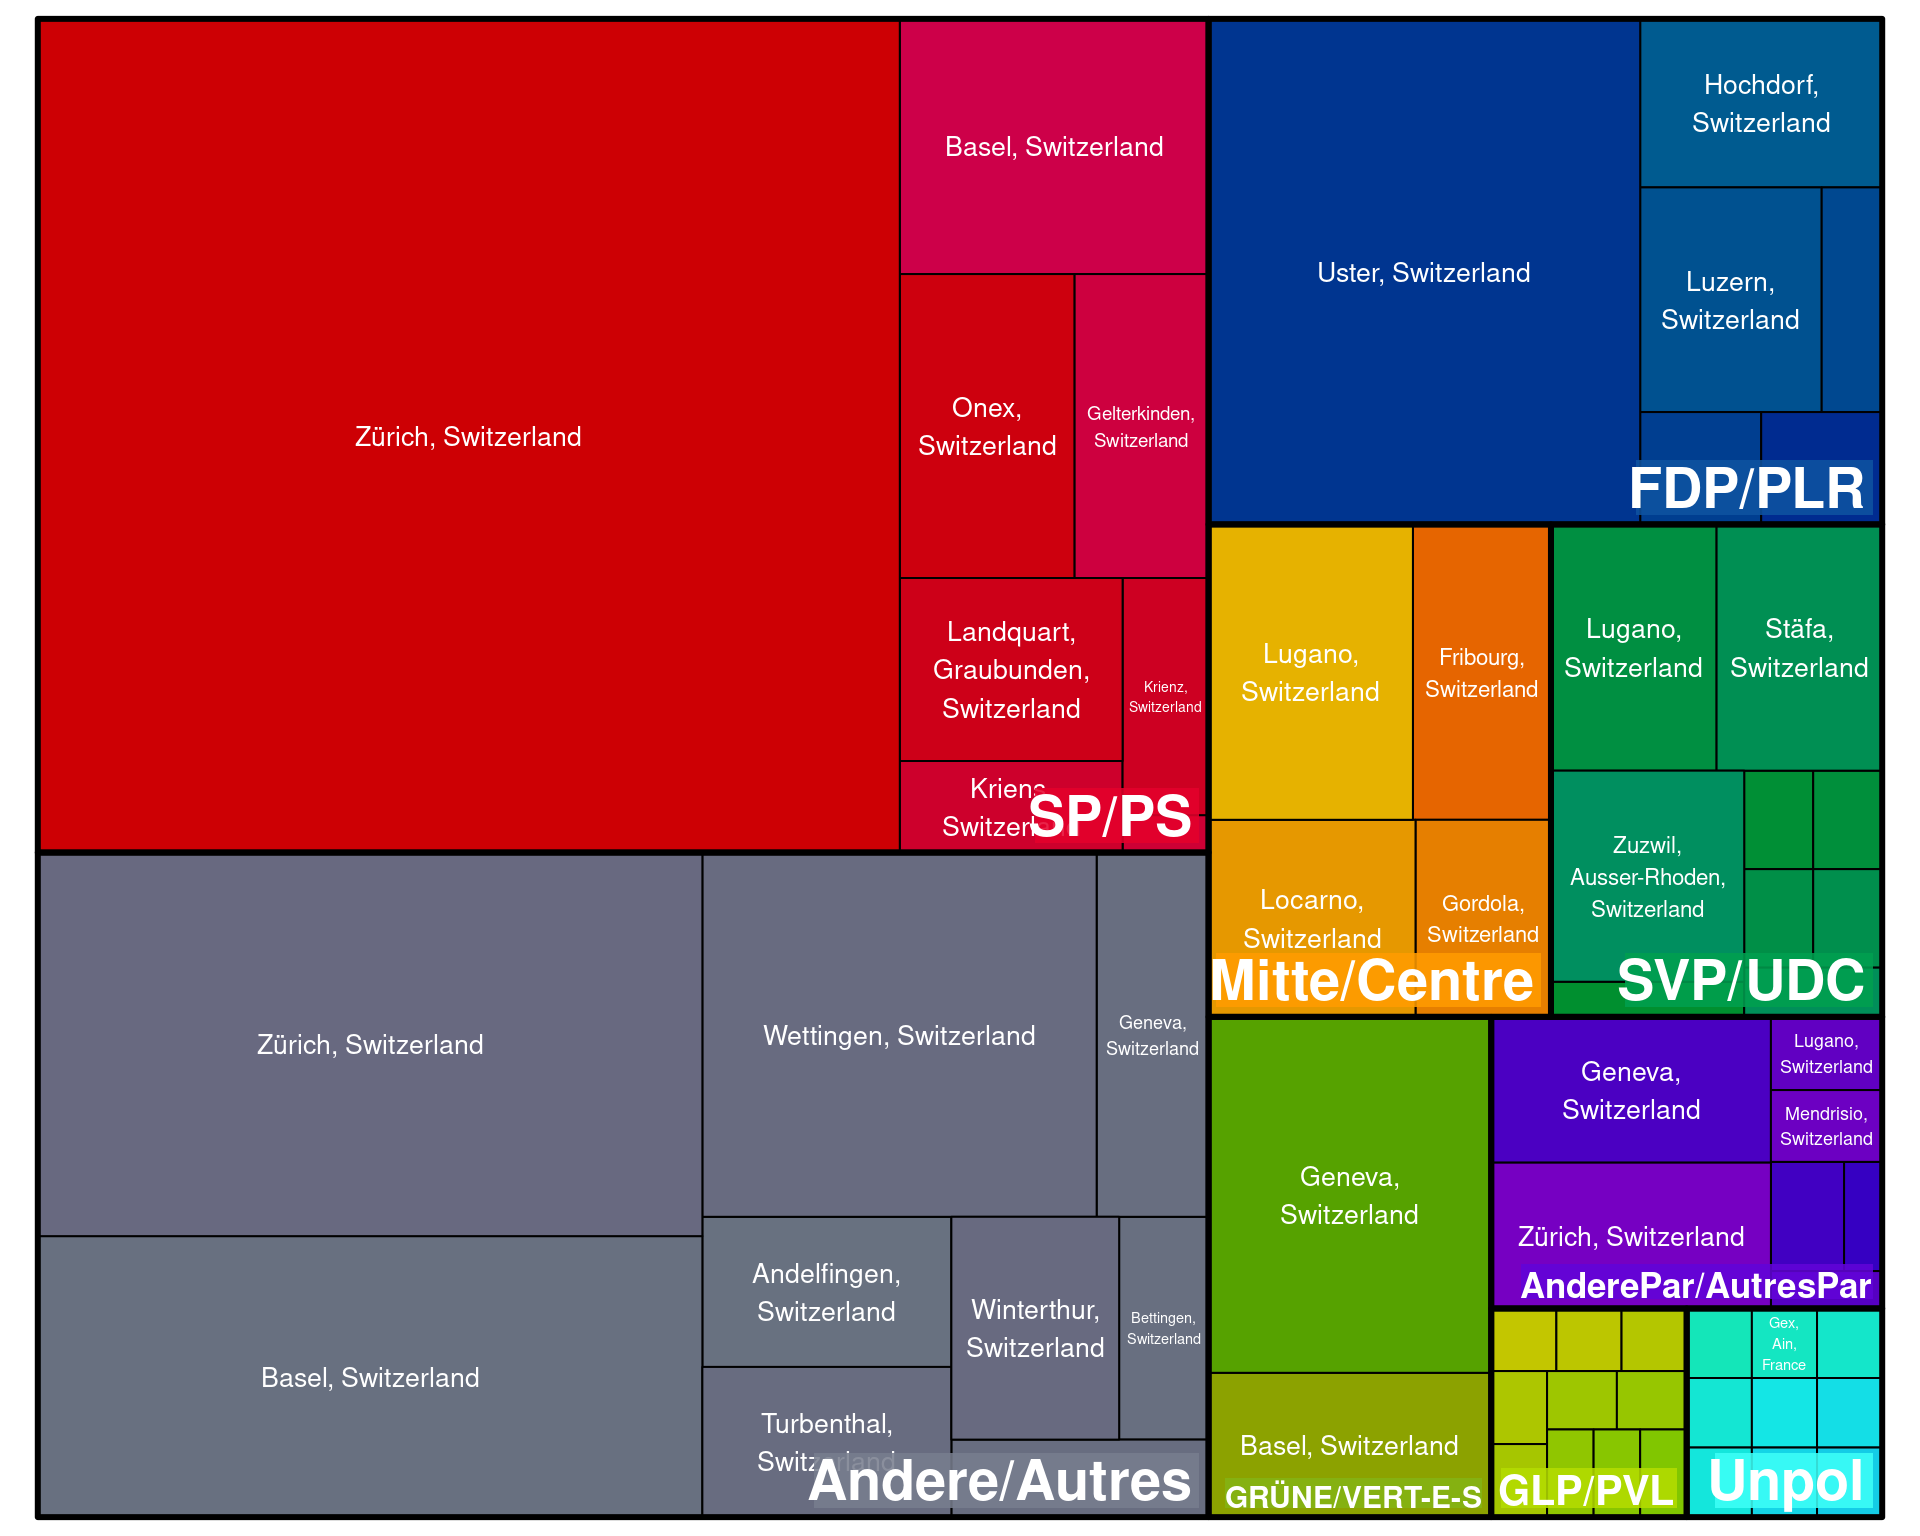 Zürich, Switzerland
Basel, Switzerland
Onex,
Switzerland
Gelterkinden,
Switzerland
Landquart,
Graubunden,
Switzerland
Krienz,
Switzerland
Kriens
Switzerl
SP/PS
Uster, Switzerland
Hochdorf,
Switzerland
Luzern,
Switzerland
FDP/PLR
Lugano,
Switzerland
Fribourg,
Switzerland
Locarno,
Switzerland
Gordola,
Switzerland
Mitte/Centre
Lugano,
Switzerland
Stäfa,
Switzerland
Zuzwil,
Ausser-Rhoden,
Switzerland
SVP/UDC
Zürich, Switzerland
Basel, Switzerland
Wettingen, Switzerland
Geneva,
Switzerland
Andelfingen,
Switzerland
Turbenthal,
Switzerland
Winterthur,
Switzerland
Bettingen,
Switzerland
Andere/Autres
Geneva,
Switzerland
Basel, Switzerland
GRÜNE/VERT-E-S
Geneva,
Switzerland
Lugano,
Switzerland
Mendrisio,
Switzerland
Zürich, Switzerland
AnderePar/AutresPar
GLP/PVL
Gex,
Ain,
France
Unpol